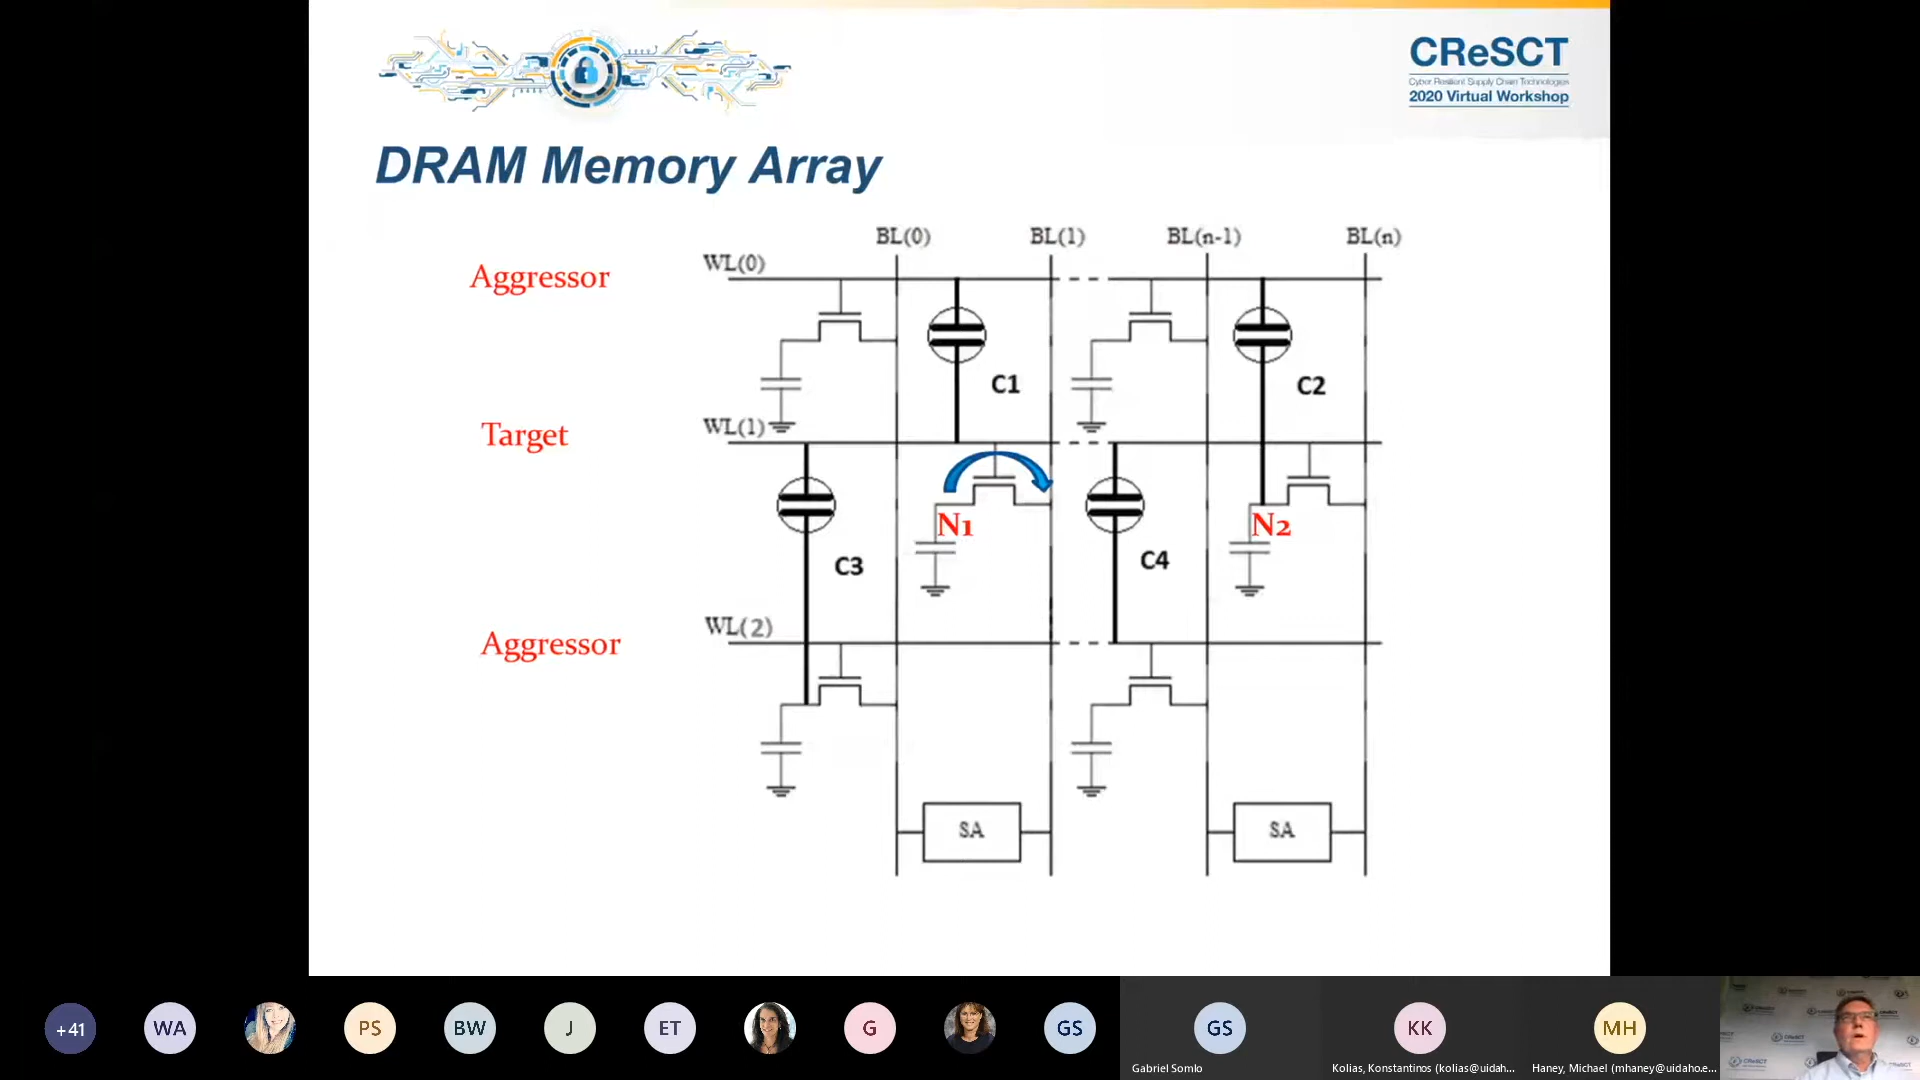 CReSCT
Cyber Resilient Supply Chain Technologies
2020 Virtual Workshop
DRAM Memory Array
BL(0) BL(1) BL(n-1) BL(n)
WL(0)
Aggressor
C1 C2
WL(1)
Target
N1 N2
C3 C4
WL(2)
Aggressor
SA SA
+41 WA PS BW J ET G GS GS KK MH
Gabriel Somlo Kolias, Konstantinos (kolias@uidah... Haney, Michael (mhaney@uidaho.e...